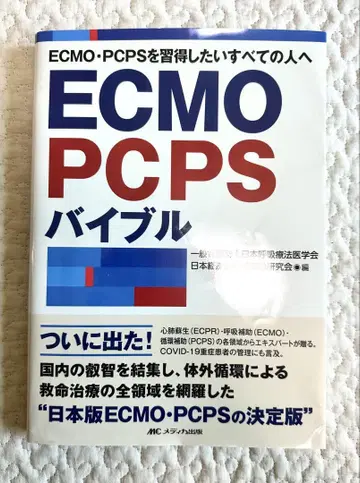 ECMO・PCPSを習得したいすべての人へ
ECMO
PCPS
バイブル
一般 日本呼吸療法医学会
日本経 研究会◉編
ついに出た!
心肺蘇生(ECPR)・呼吸補助(ECMO)・
循環補助(PCPS)の各領域からエキスパートが贈る。
COVID-19重症患者の管理にも言及。
国内の叡智を結集し、体外循環による
救命治療の全領域を網羅した
“日本版ECMO・PCPSの決定版”
MC メディカ出版